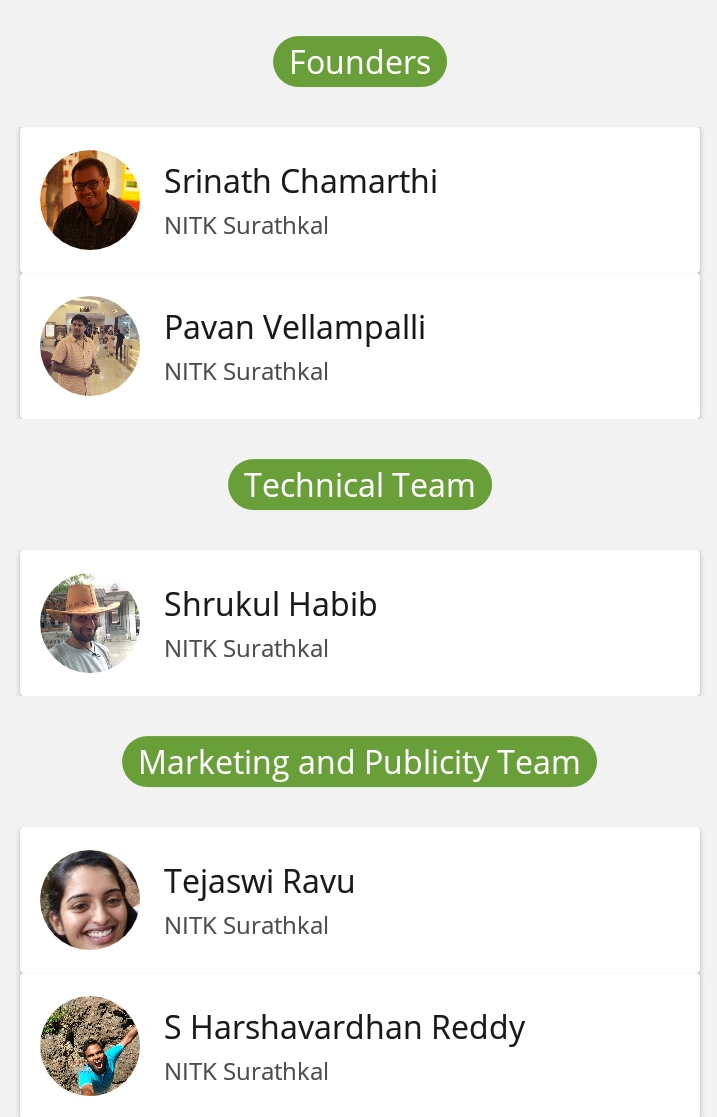 Founders
Srinath Chamarthi
NITK Surathkal
Pavan Vellampalli
NITK Surathkal
Technical Team
Shrukul Habib
NITK Surathkal
Marketing and Publicity Team
Tejaswi Ravu
NITK Surathkal
S Harshavardhan Reddy
NITK Surathkal